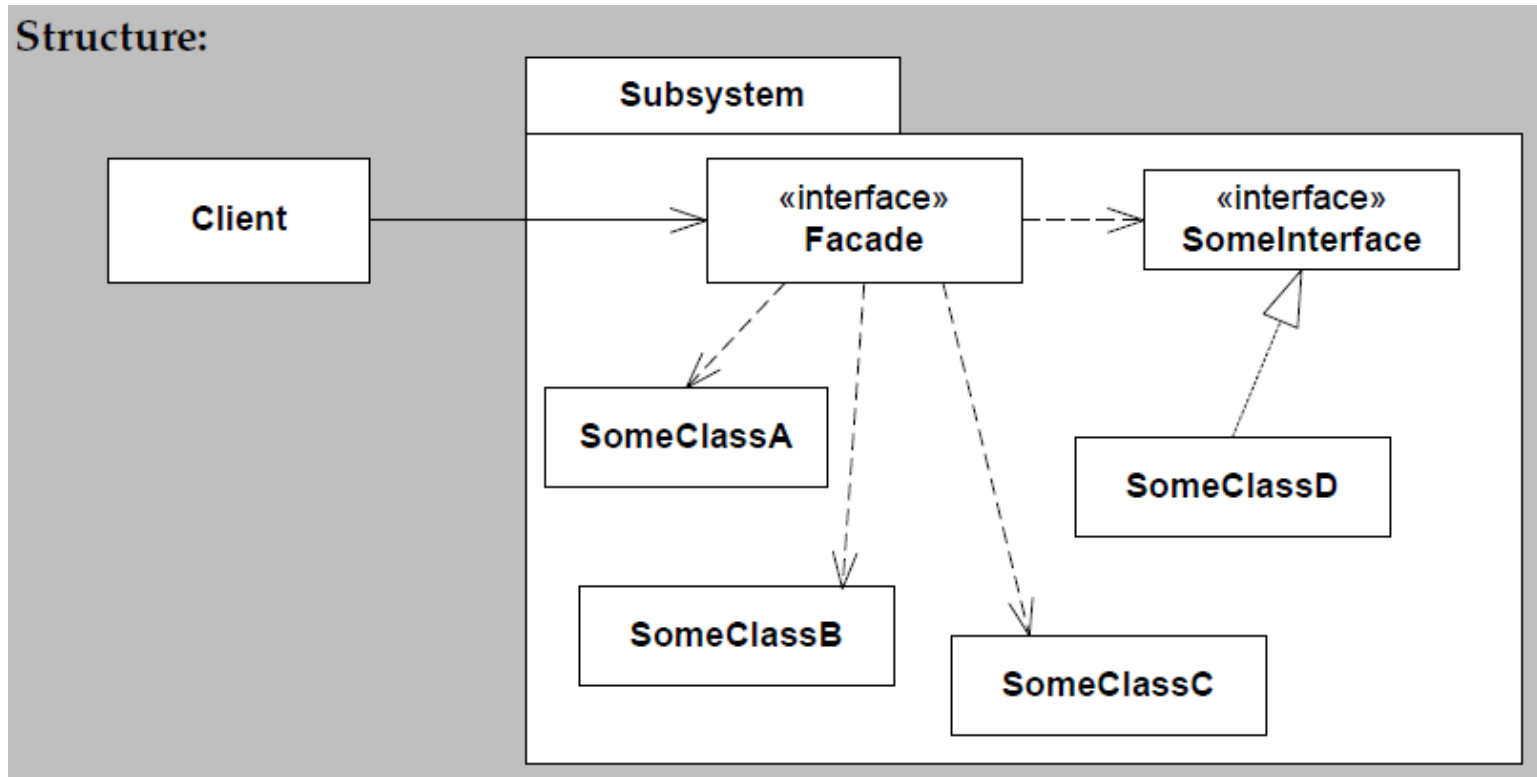 Structure:
Subsystem
Client
«interface»
Facade
«interface»
SomeInterface
SomeClassA
SomeClassD
SomeClassB
SomeClassC